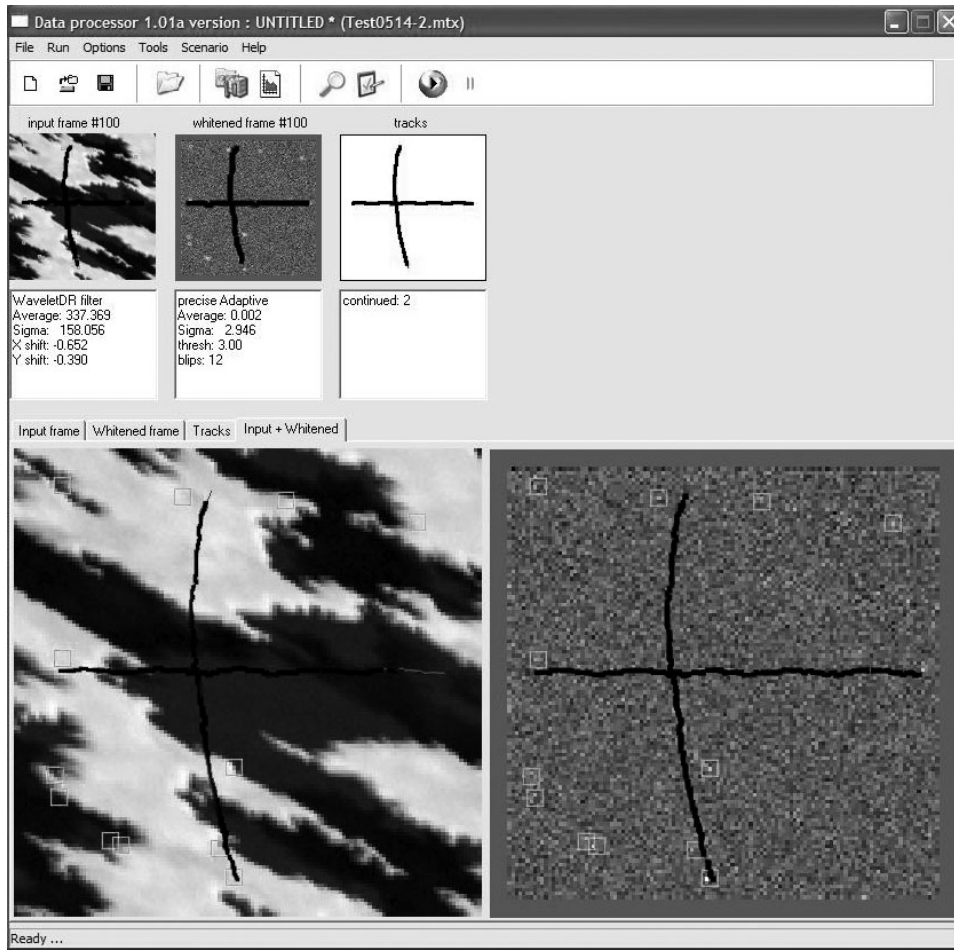 Data processor 1.01a version : UNTITLED * (Test0514-2.mtx)
File Run Options Tools Scenario Help
input frame #100 whitened frame #100 tracks
WaveletDR filter
Average: 337.369
Sigma: 158.056
X shift: -0.652
Y shift: -0.390
precise Adaptive
Average: 0.002
Sigma: 2.946
thresh: 3.00
blips: 12
continued: 2
Input frame Whitened frame Tracks Input + Whitened
Ready ...